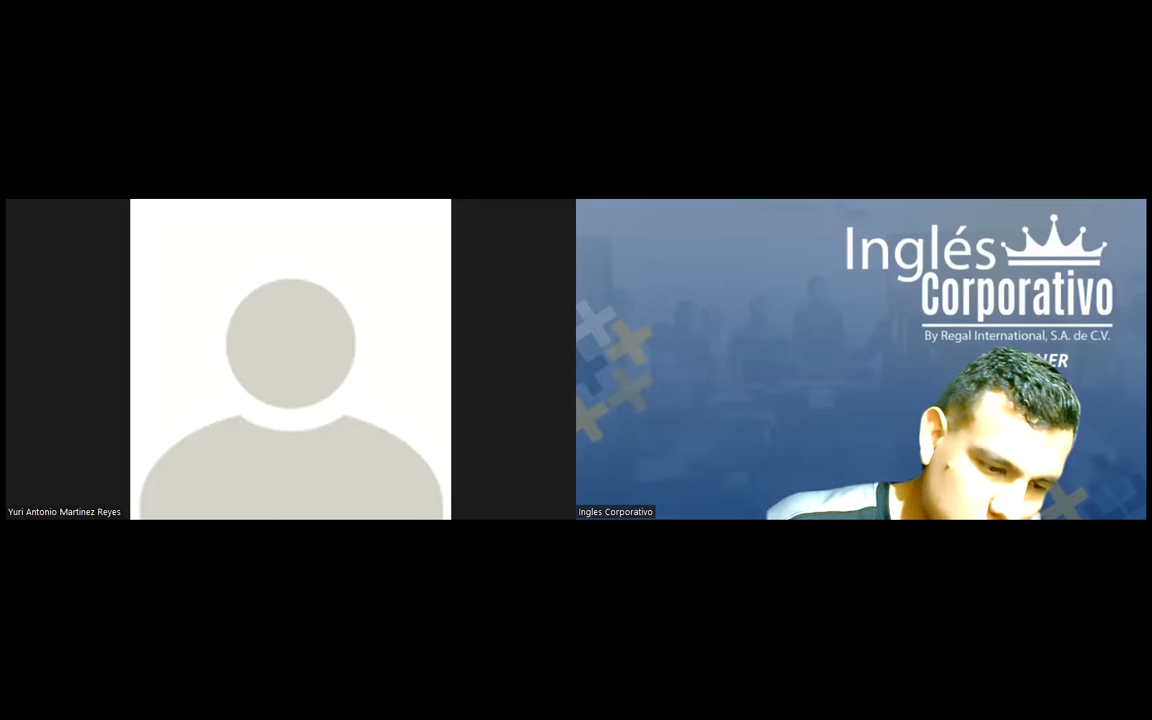 Inglés
Corporativo
By Regal International, S.A. de C.V.
Yuri Antonio Martinez Reyes
Ingles Corporativo